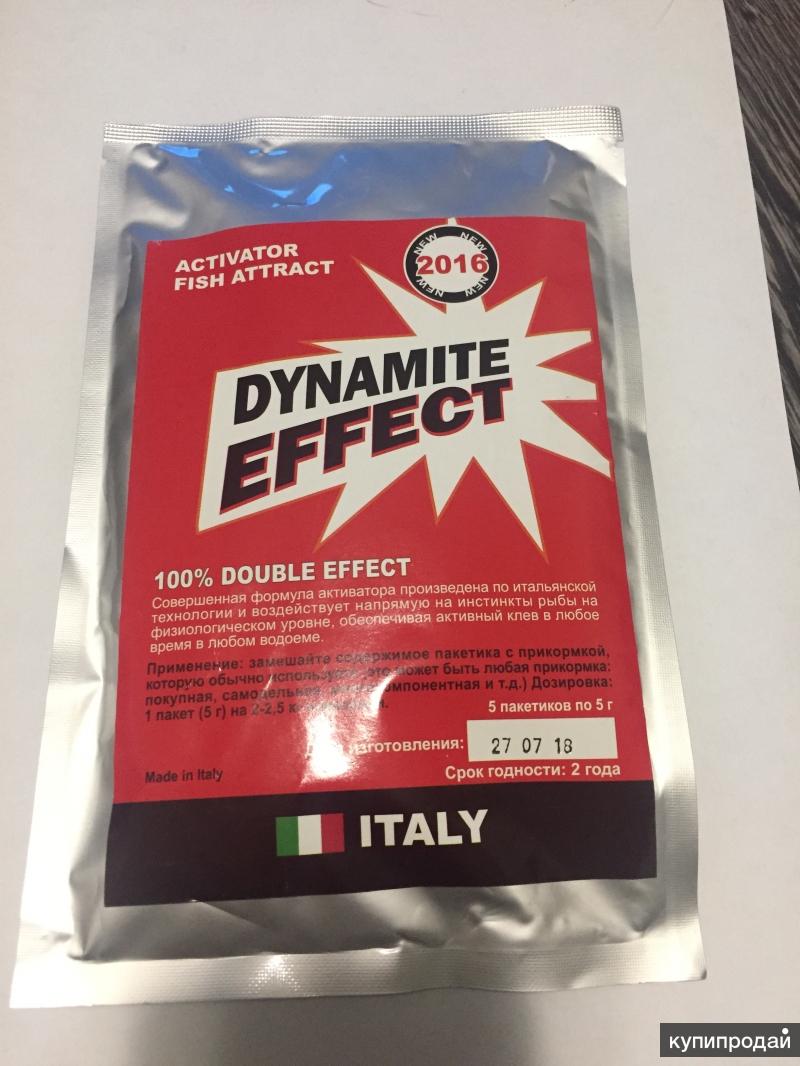 ACTIVATOR
FISH ATTRACT
NEW NEW
2016
NEW NEW
DYNAMITE
EFFECT
100% DOUBLE EFFECT
Совершенная формула активатора произведена по итальянской
технологии и воздействует напрямую на инстинкты рыбы на
физиологическом уровне, обеспечивая активный клев в любое
время в любом водоеме.
Применение: замешайте содержимое пакетика с прикормкой,
которую обычно используете (это может быть любая прикормка:
покупная, самодельная, и т.д.) Дозировка:
1 пакет (5 г) на 2-2,5 кг
5 пакетиков по 5 г
изготовления: 27 07 18
Made in Italy
Срок годности: 2 года
ITALY
купипродай